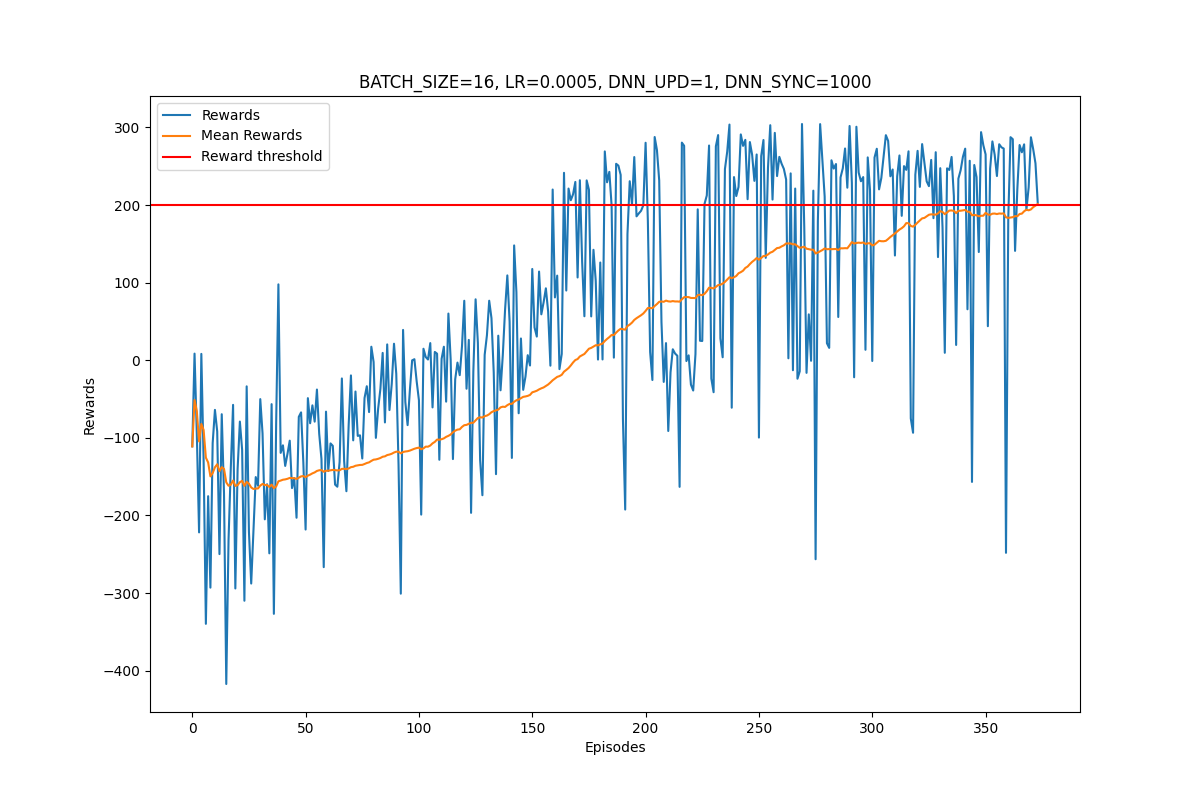 BATCH_SIZE=16, LR=0.0005, DNN_UPD=1, DNN_SYNC=1000
Rewards
Mean Rewards
Reward threshold
300
200
100
0
−100
−200
−300
−400
Rewards
0 50 100 150 200 250 300 350
Episodes